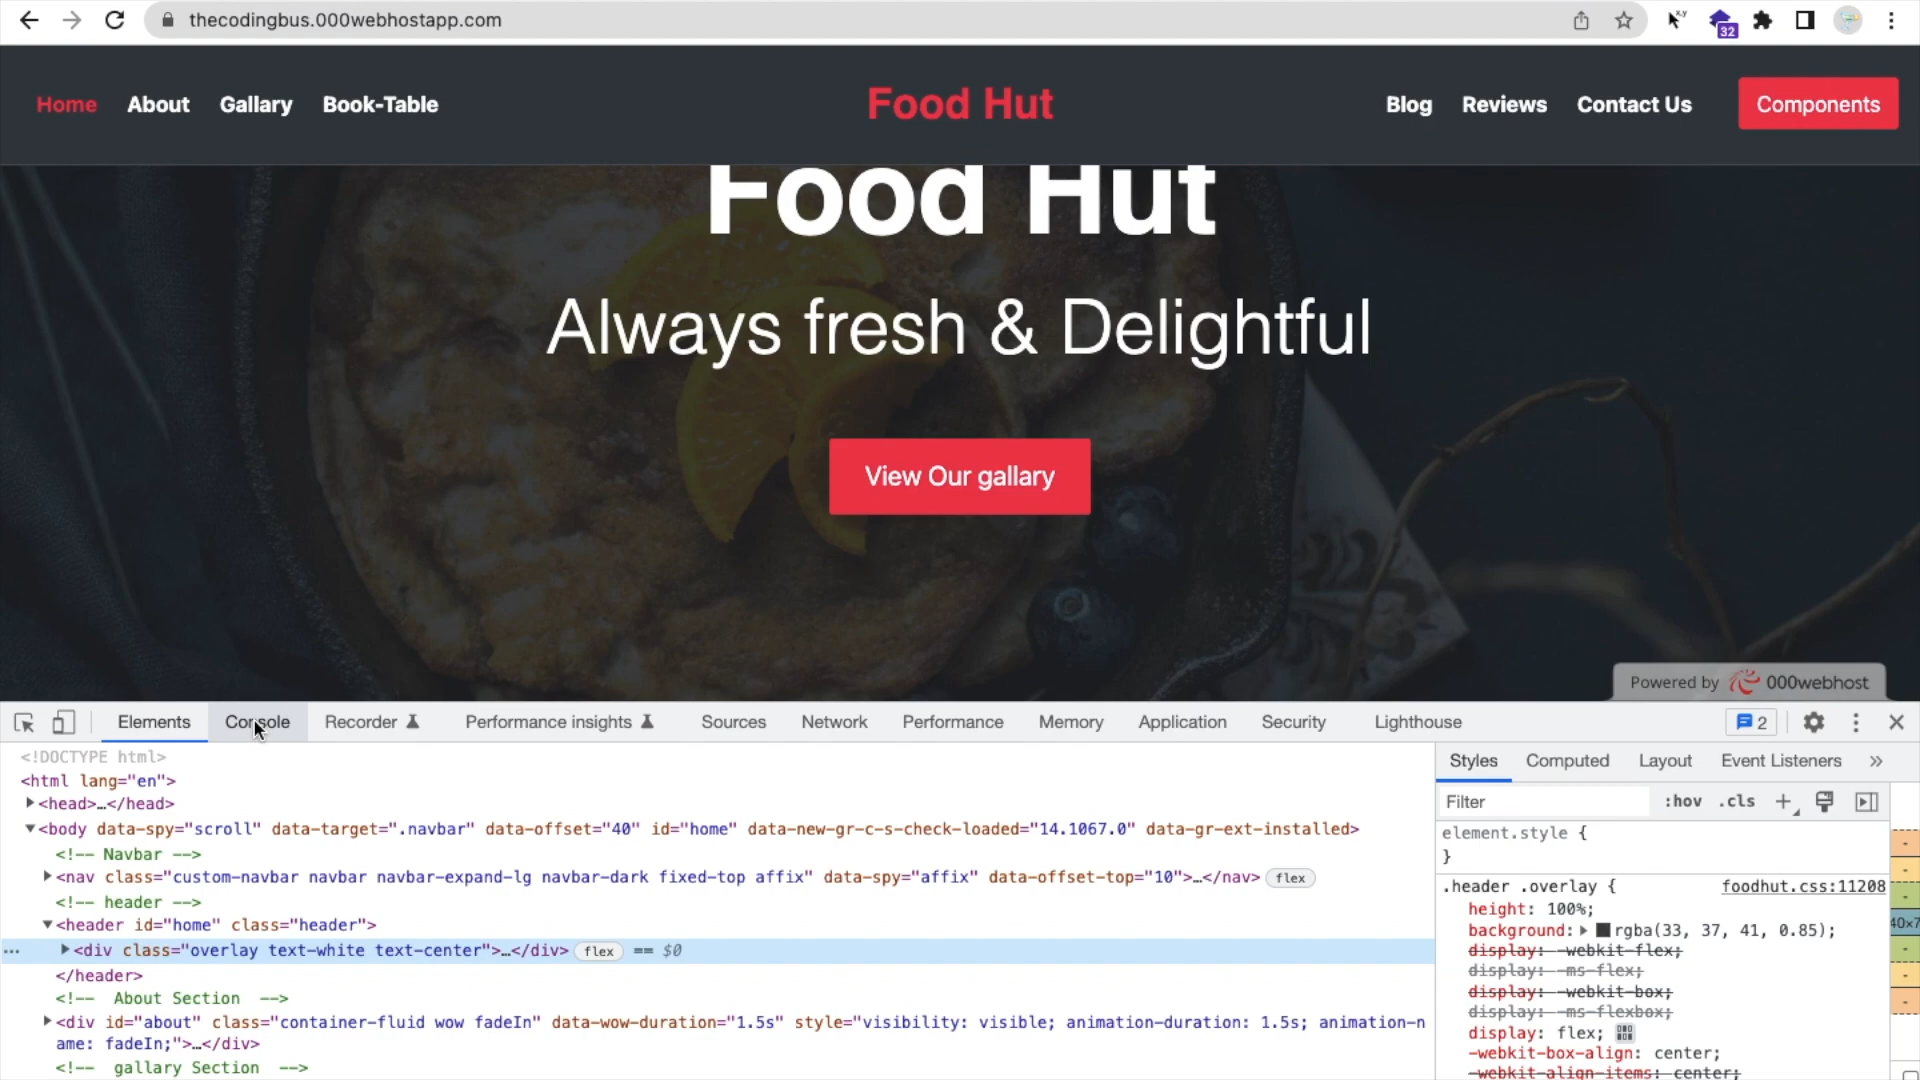 thecodingbus.000webhostapp.com
32
Home About Gallary Book-Table Food Hut Blog Reviews Contact Us Components
Food Hut
Always fresh & Delightful
View Our gallary
Powered by 000webhost
Elements Console Recorder Performance insights Sources Network Performance Memory Application Security Lighthouse 2
<!DOCTYPE html>
<html lang="en">
<head>…</head>
<body data-spy="scroll" data-target=".navbar" data-offset="40" id="home" data-new-gr-c-s-check-loaded="14.1067.0" data-gr-ext-installed>
<!-- Navbar -->
<nav class="custom-navbar navbar navbar-expand-lg navbar-dark fixed-top affix" data-spy="affix" data-offset-top="10">…</nav> flex
<!-- header -->
<header id="home" class="header">
… <div class="overlay text-white text-center">…</div> flex == $0
</header>
<!-- About Section -->
<div id="about" class="container-fluid wow fadeIn" data-wow-duration="1.5s" style="visibility: visible; animation-duration: 1.5s; animation-n
ame: fadeIn;">…</div>
<!-- gallary Section -->
Styles Computed Layout Event Listeners »
Filter :hov .cls +
element.style {
}
.header .overlay { foodhut.css:11208
height: 100%;
background: rgba(33, 37, 41, 0.85);
display: -webkit-flex;
display: -ms-flex;
display: -webkit-box;
display: -ms-flexbox;
display: flex;
-webkit-box-align: center;
-webkit-align-items: center;